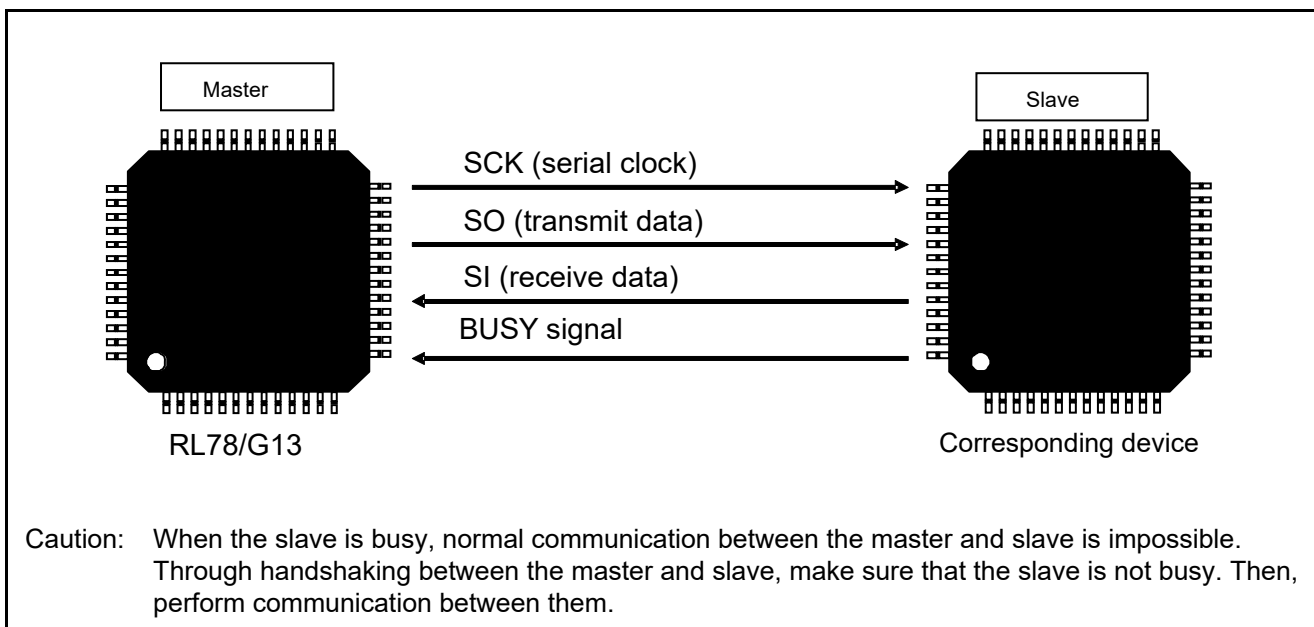 Master
Slave
SCK (serial clock)
SO (transmit data)
SI (receive data)
BUSY signal
RL78/G13
Corresponding device
Caution: When the slave is busy, normal communication between the master and slave is impossible.
Through handshaking between the master and slave, make sure that the slave is not busy. Then,
perform communication between them.